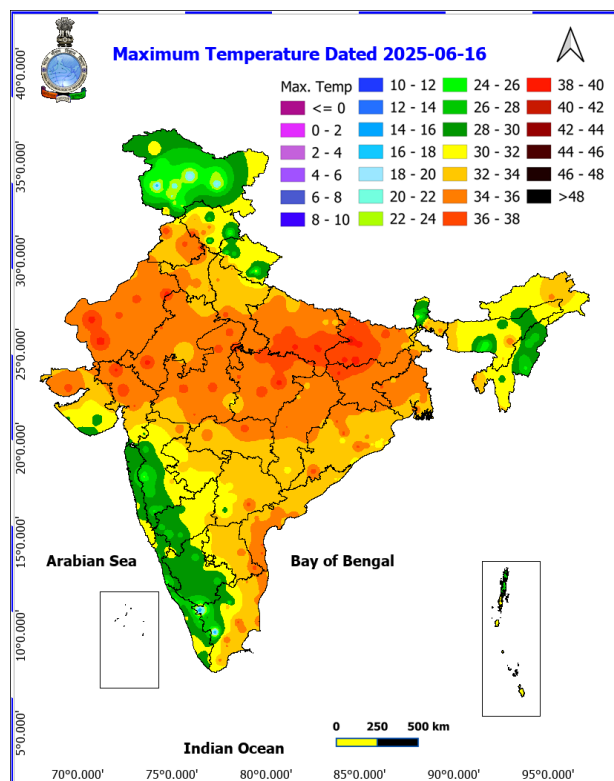 Maximum Temperature Dated 2025-06-16
Max. Temp
<= 0
0 - 2
2 - 4
4 - 6
6 - 8
8 - 10
10 - 12
12 - 14
14 - 16
16 - 18
18 - 20
20 - 22
22 - 24
24 - 26
26 - 28
28 - 30
30 - 32
32 - 34
34 - 36
36 - 38
38 - 40
40 - 42
42 - 44
44 - 46
46 - 48
>48
40°0.000'
35°0.000'
30°0.000'
25°0.000'
20°0.000'
15°0.000'
10°0.000'
5°0.000'
Arabian Sea
Bay of Bengal
Indian Ocean
0 250 500 km
70°0.000' 75°0.000' 80°0.000' 85°0.000' 90°0.000' 95°0.000'